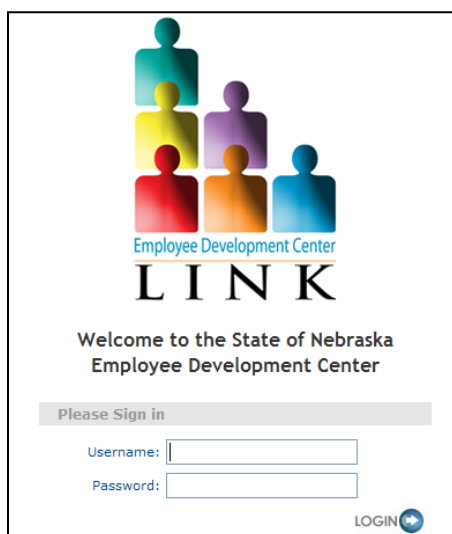 Employee Development Center
LINK
Welcome to the State of Nebraska
Employee Development Center
Please Sign in
Username:
Password:
LOGIN